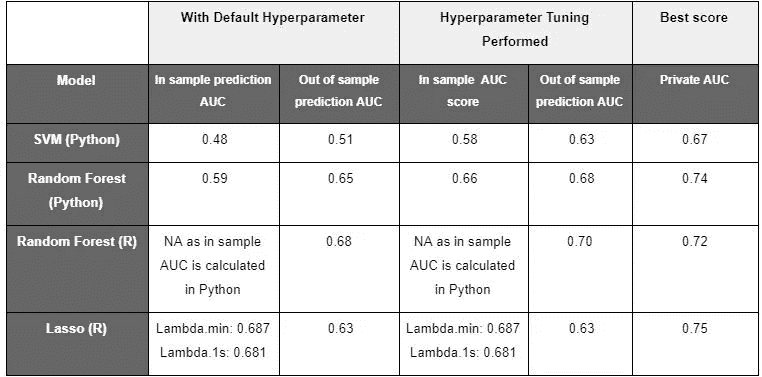 With Default Hyperparameter
Hyperparameter Tuning
Performed
Best score
Model
In sample prediction
AUC
Out of sample
prediction AUC
In sample AUC
score
Out of sample
prediction AUC
Private AUC
SVM (Python)
0.48
0.51
0.58
0.63
0.67
Random Forest
(Python)
0.59
0.65
0.66
0.68
0.74
Random Forest (R)
NA as in sample
AUC is calculated
in Python
0.68
NA as in sample
AUC is calculated
in Python
0.70
0.72
Lasso (R)
Lambda.min: 0.687
Lambda.1s: 0.681
0.63
Lambda.min: 0.687
Lambda.1s: 0.681
0.63
0.75